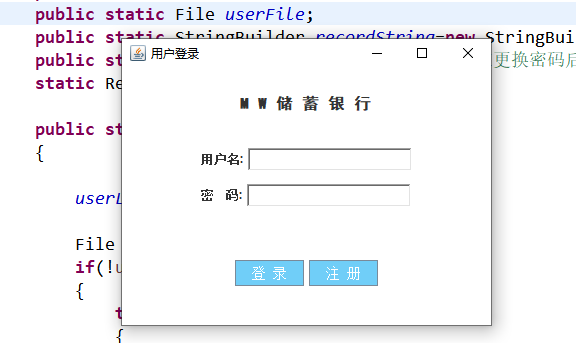 public static File userFile;
public static StringBuilder recordString=new StringBui
public st
更换密码后
static Re
用户登录
M W 储 蓄 银 行
public st
{
用户名:
密 码:
File
if(!
登 录
注 册
{
{